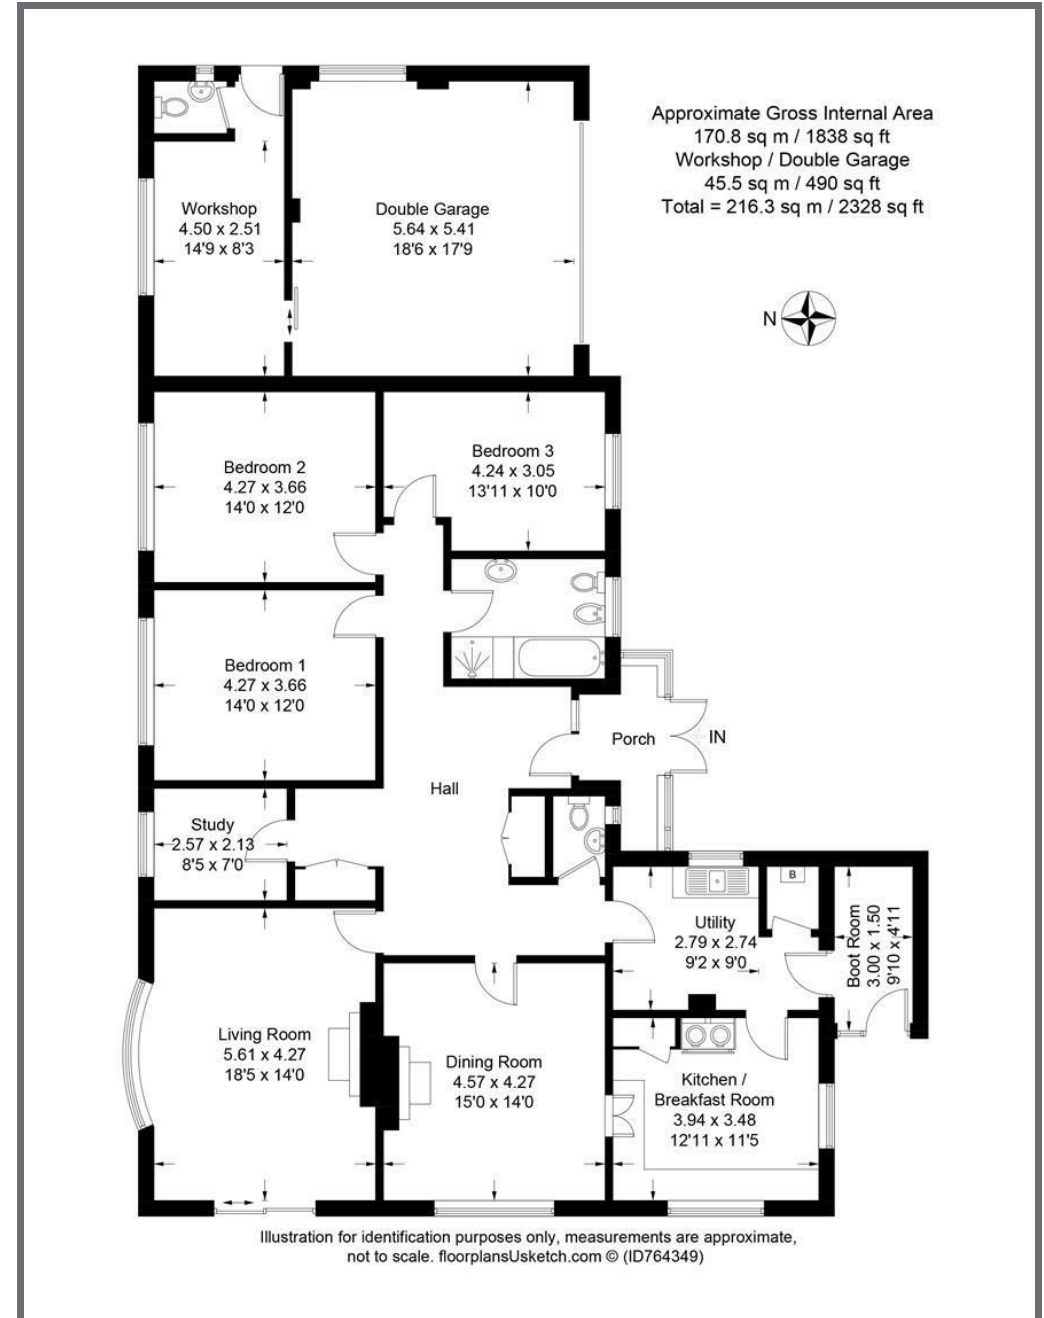 Approximate Gross Internal Area
170.8 sq m / 1838 sq ft
Workshop / Double Garage
45.5 sq m / 490 sq ft
Total = 216.3 sq m / 2328 sq ft
N
Workshop
4.50 x 2.51
14'9 x 8'3
Double Garage
5.64 x 5.41
18'6 x 17'9
Bedroom 2
4.27 x 3.66
14'0 x 12'0
Bedroom 3
4.24 x 3.05
13'11 x 10'0
Bedroom 1
4.27 x 3.66
14'0 x 12'0
Porch
IN
Hall
Study
2.57 x 2.13
8'5 x 7'0
B
Utility
2.79 x 2.74
9'2 x 9'0
Boot Room
3.00 x 1.50
9'10 x 4'11
Living Room
5.61 x 4.27
18'5 x 14'0
Dining Room
4.57 x 4.27
15'0 x 14'0
Kitchen /
Breakfast Room
3.94 x 3.48
12'11 x 11'5
Illustration for identification purposes only, measurements are approximate,
not to scale. floorplansUsketch.com © (ID764349)